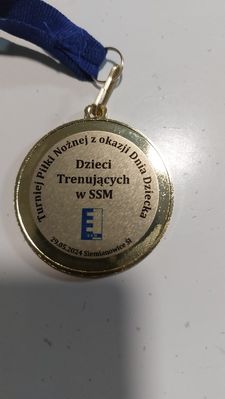 Turniej Piłki Nożnej z okazji Dnia Dziecka
Dzieci
Trenujących
w SSM
29.05.2024 Siemianowice Śl